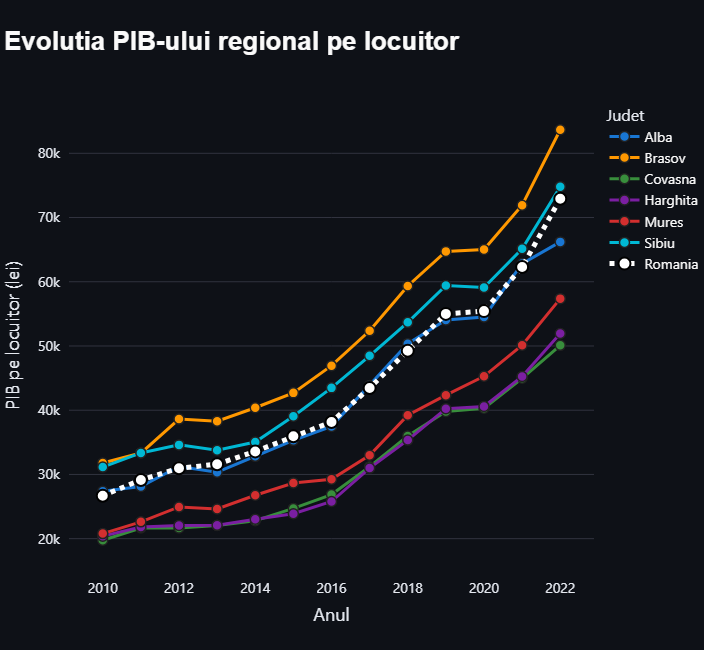 Evolutia PIB-ului regional pe locuitor
Judet
Alba
Brasov
Covasna
Harghita
Mures
Sibiu
Romania
PIB pe locuitor (lei)
80k
70k
60k
50k
40k
30k
20k
2010 2012 2014 2016 2018 2020 2022
Anul